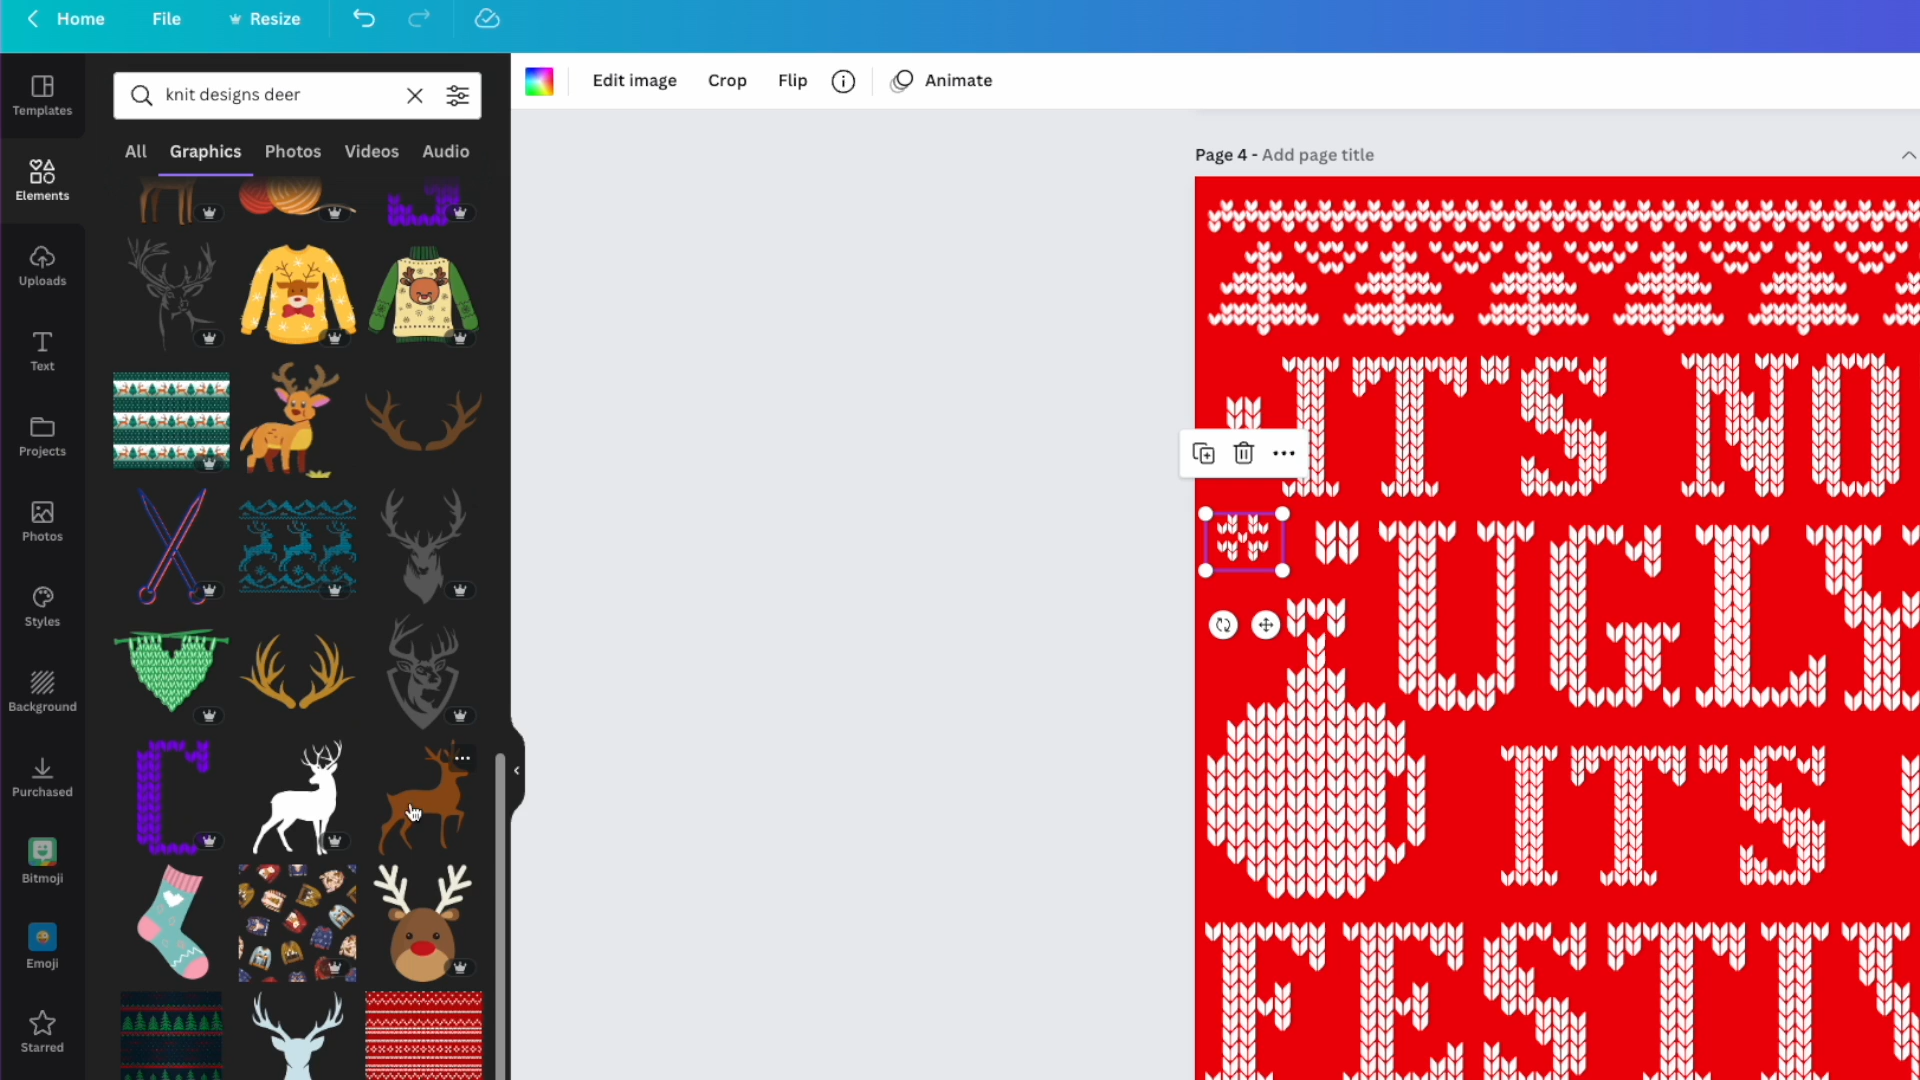 Home File Resize
Templates
Elements
Uploads
Text
Projects
Photos
Styles
Background
Purchased
Bitmoji
Emoji
Starred
knit designs deer
All Graphics Photos Videos Audio
Edit image Crop Flip Animate
Page 4 - Add page title
IT'S NO
"UGLY
IT'S
FESTIV